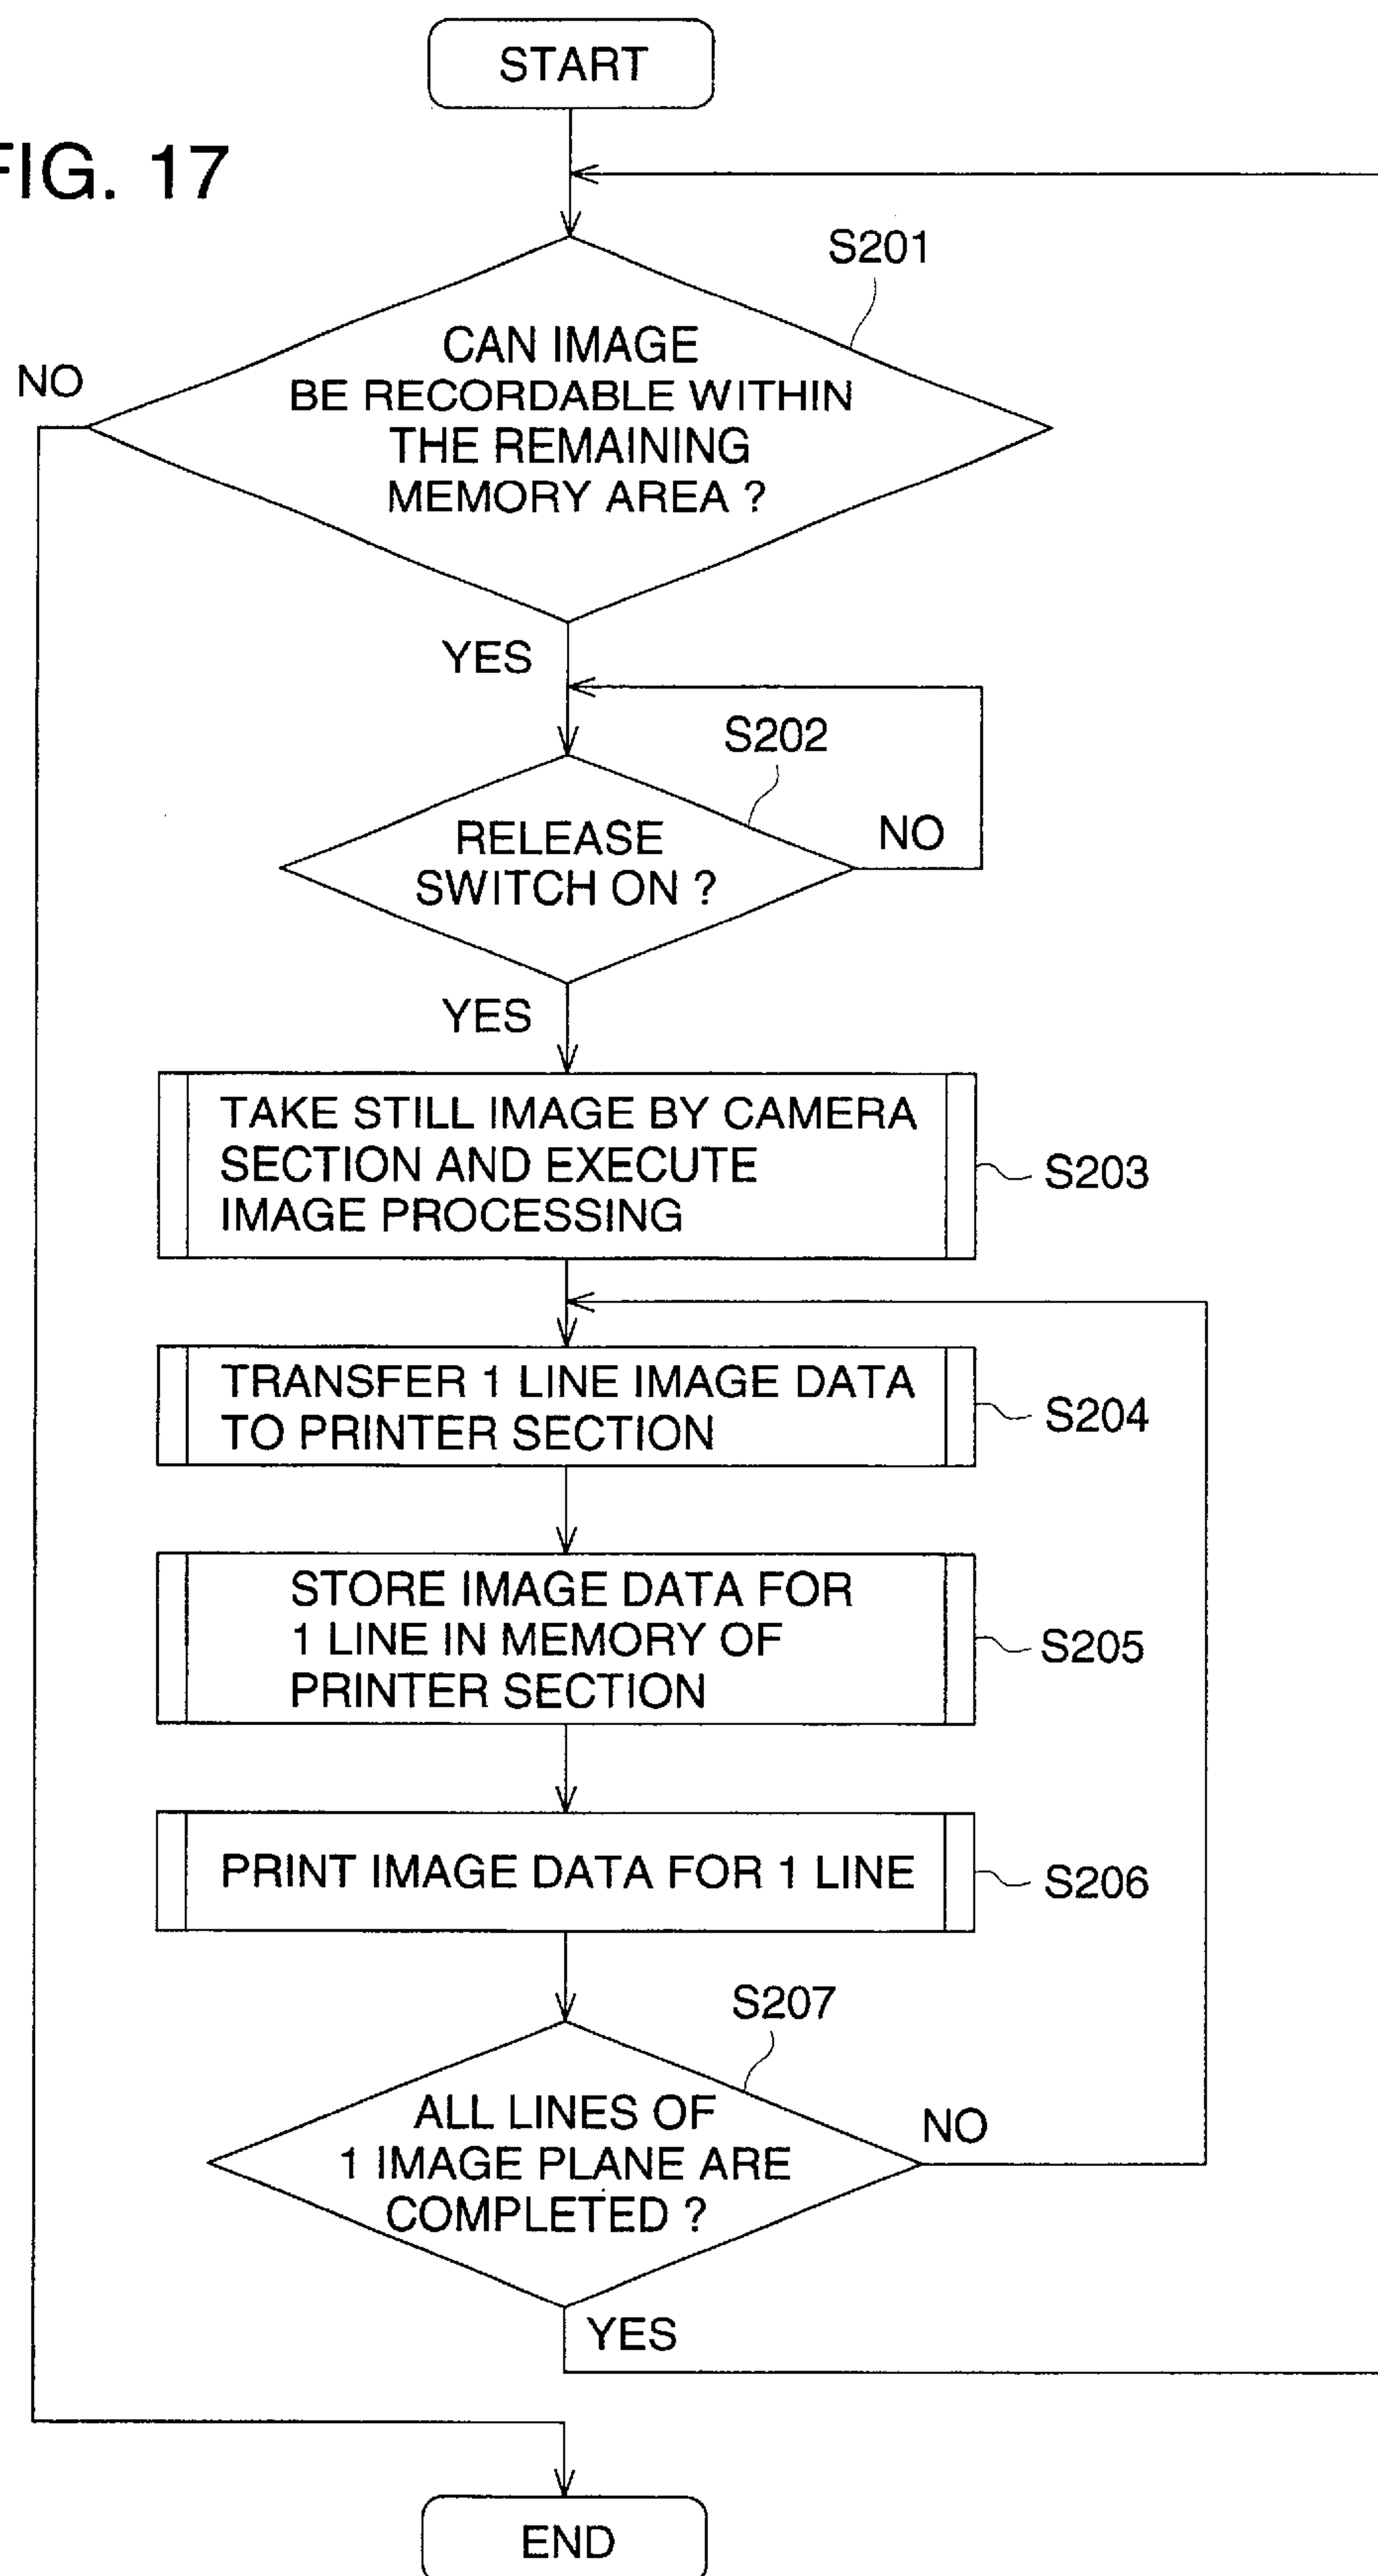 START
FIG. 17
S201
CAN IMAGE
BE RECORDABLE WITHIN
THE REMAINING
MEMORY AREA ?
NO
YES
S202
RELEASE
SWITCH ON ?
NO
YES
TAKE STILL IMAGE BY CAMERA
SECTION AND EXECUTE
IMAGE PROCESSING
S203
TRANSFER 1 LINE IMAGE DATA
TO PRINTER SECTION
S204
STORE IMAGE DATA FOR
1 LINE IN MEMORY OF
PRINTER SECTION
S205
PRINT IMAGE DATA FOR 1 LINE
S206
S207
ALL LINES OF
1 IMAGE PLANE ARE
COMPLETED ?
NO
YES
END